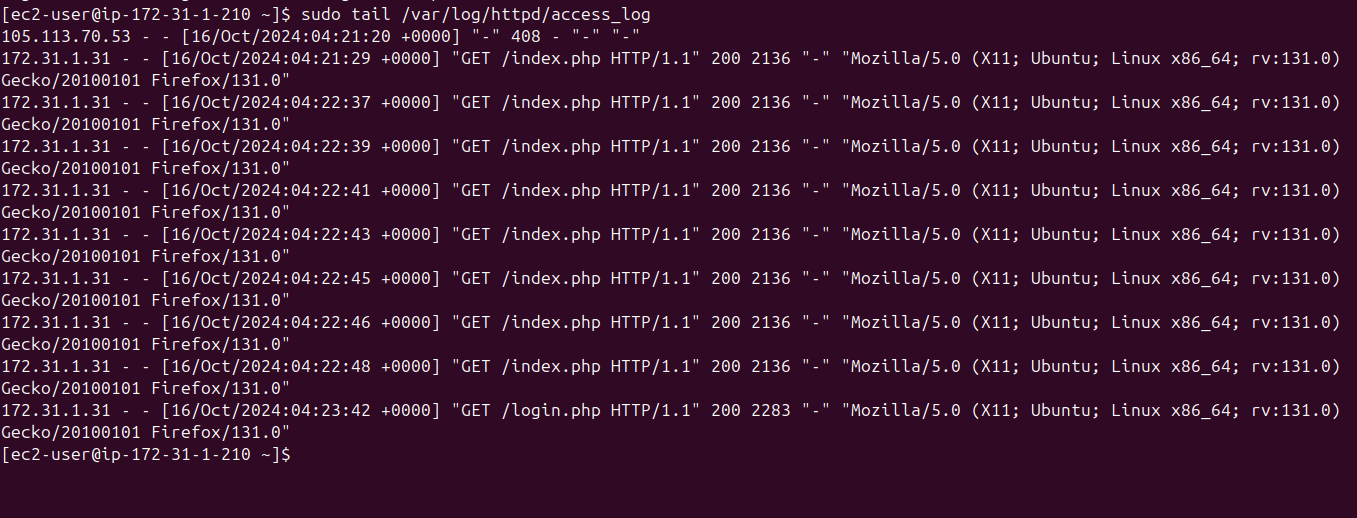 [ec2-user@ip-172-31-1-210 ~]$ sudo tail /var/log/httpd/access_log
105.113.70.53 - - [16/Oct/2024:04:21:20 +0000] "-" 408 - "-" "-"
172.31.1.31 - - [16/Oct/2024:04:21:29 +0000] "GET /index.php HTTP/1.1" 200 2136 "-" "Mozilla/5.0 (X11; Ubuntu; Linux x86_64; rv:131.0)
Gecko/20100101 Firefox/131.0"
172.31.1.31 - - [16/Oct/2024:04:22:37 +0000] "GET /index.php HTTP/1.1" 200 2136 "-" "Mozilla/5.0 (X11; Ubuntu; Linux x86_64; rv:131.0)
Gecko/20100101 Firefox/131.0"
172.31.1.31 - - [16/Oct/2024:04:22:39 +0000] "GET /index.php HTTP/1.1" 200 2136 "-" "Mozilla/5.0 (X11; Ubuntu; Linux x86_64; rv:131.0)
Gecko/20100101 Firefox/131.0"
172.31.1.31 - - [16/Oct/2024:04:22:41 +0000] "GET /index.php HTTP/1.1" 200 2136 "-" "Mozilla/5.0 (X11; Ubuntu; Linux x86_64; rv:131.0)
Gecko/20100101 Firefox/131.0"
172.31.1.31 - - [16/Oct/2024:04:22:43 +0000] "GET /index.php HTTP/1.1" 200 2136 "-" "Mozilla/5.0 (X11; Ubuntu; Linux x86_64; rv:131.0)
Gecko/20100101 Firefox/131.0"
172.31.1.31 - - [16/Oct/2024:04:22:45 +0000] "GET /index.php HTTP/1.1" 200 2136 "-" "Mozilla/5.0 (X11; Ubuntu; Linux x86_64; rv:131.0)
Gecko/20100101 Firefox/131.0"
172.31.1.31 - - [16/Oct/2024:04:22:46 +0000] "GET /index.php HTTP/1.1" 200 2136 "-" "Mozilla/5.0 (X11; Ubuntu; Linux x86_64; rv:131.0)
Gecko/20100101 Firefox/131.0"
172.31.1.31 - - [16/Oct/2024:04:22:48 +0000] "GET /index.php HTTP/1.1" 200 2136 "-" "Mozilla/5.0 (X11; Ubuntu; Linux x86_64; rv:131.0)
Gecko/20100101 Firefox/131.0"
172.31.1.31 - - [16/Oct/2024:04:23:42 +0000] "GET /login.php HTTP/1.1" 200 2283 "-" "Mozilla/5.0 (X11; Ubuntu; Linux x86_64; rv:131.0)
Gecko/20100101 Firefox/131.0"
[ec2-user@ip-172-31-1-210 ~]$